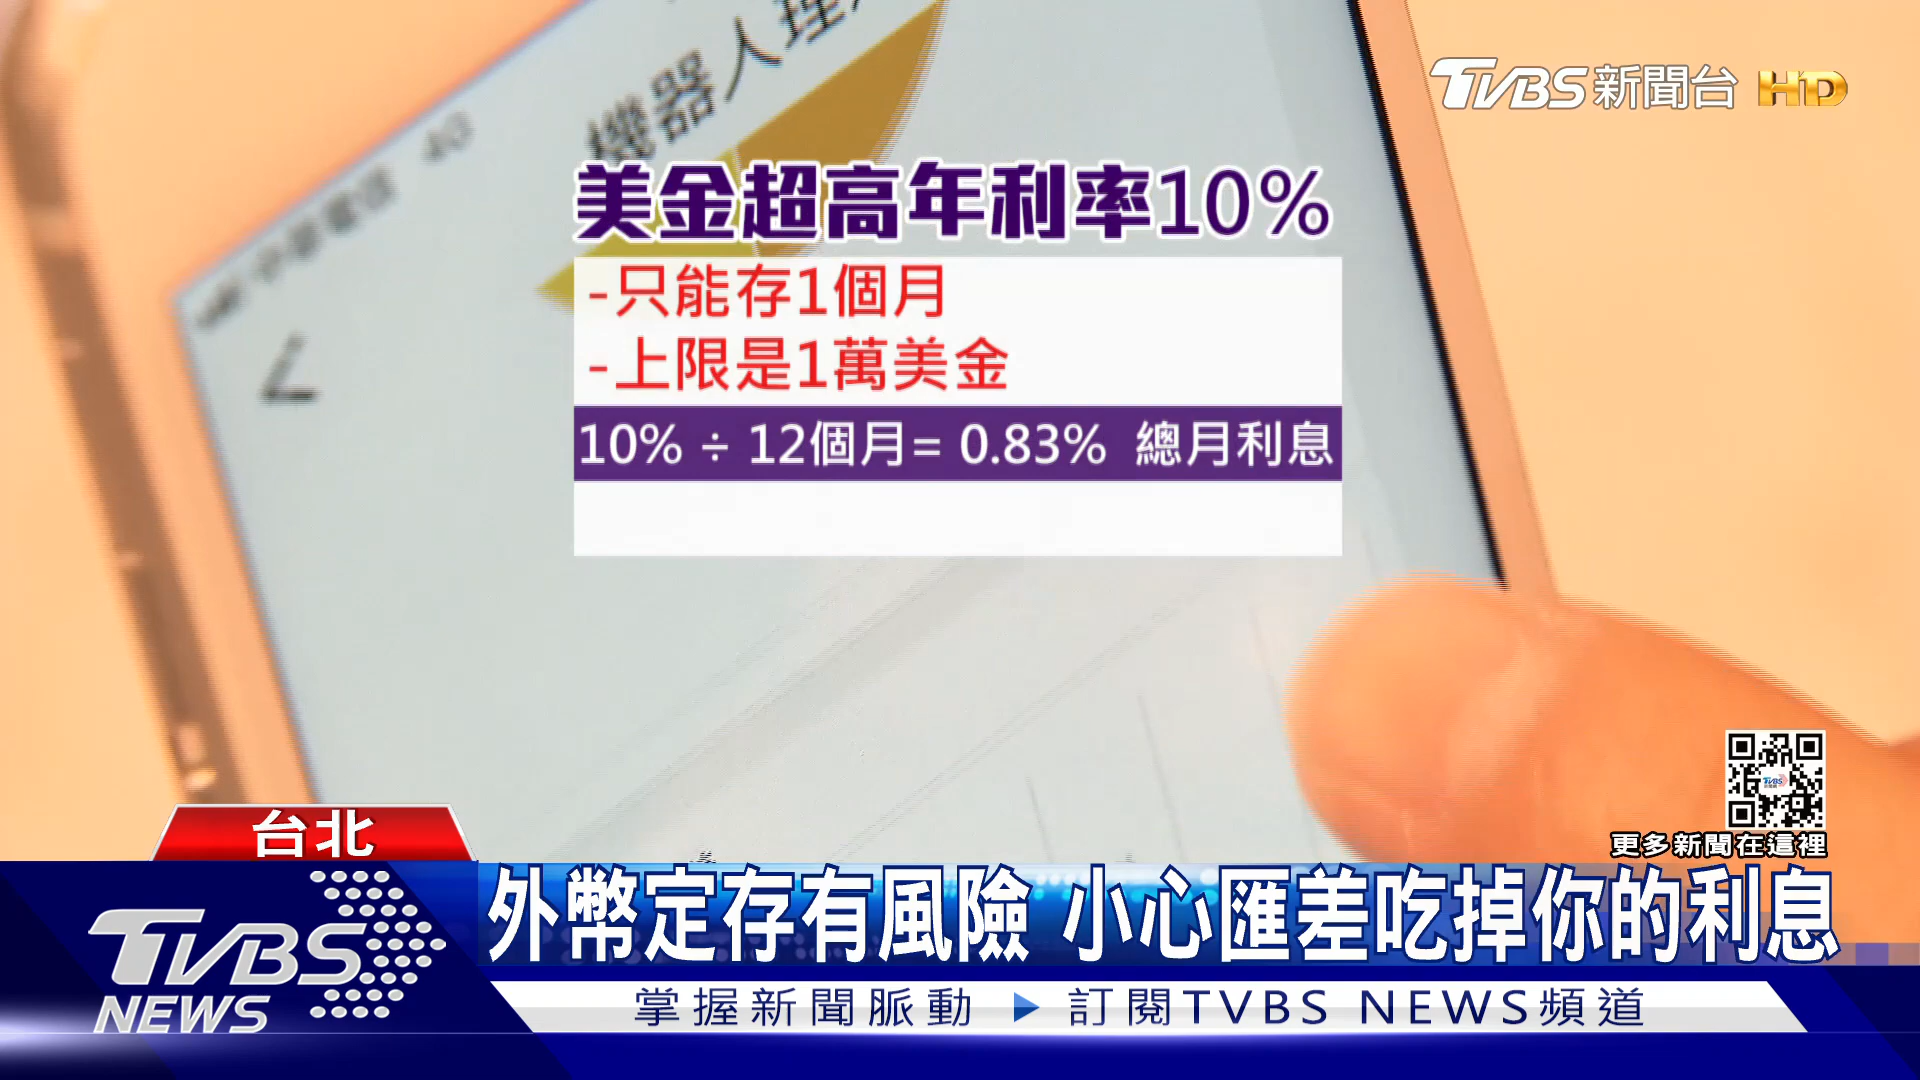 TVBS新聞台 HD
機器人理
4G
美金超高年利率10%
-只能存1個月
-上限是1萬美金
10% ÷ 12個月= 0.83% 總月利息
更多新聞在這裡
台北
外幣定存有風險 小心匯差吃掉你的利息
TVBS
NEWS
掌握新聞脈動 ▶ 訂閱TVBS NEWS頻道